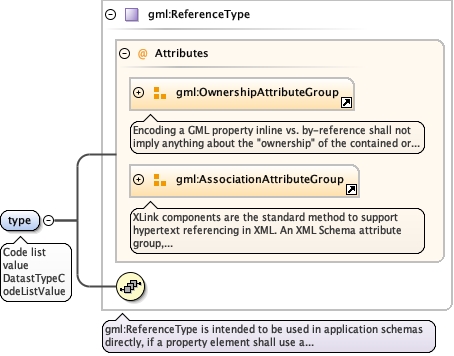 gml:ReferenceType
@ Attributes
gml:OwnershipAttributeGroup
Encoding a GML property inline vs. by-reference shall not
imply anything about the "ownership" of the contained or...
gml:AssociationAttributeGroup
XLink components are the standard method to support
hypertext referencing in XML. An XML Schema attribute
group,...
type
Code list
value
DatastTypeC
odeListValue
gml:ReferenceType is intended to be used in application schemas
directly, if a property element shall use a...